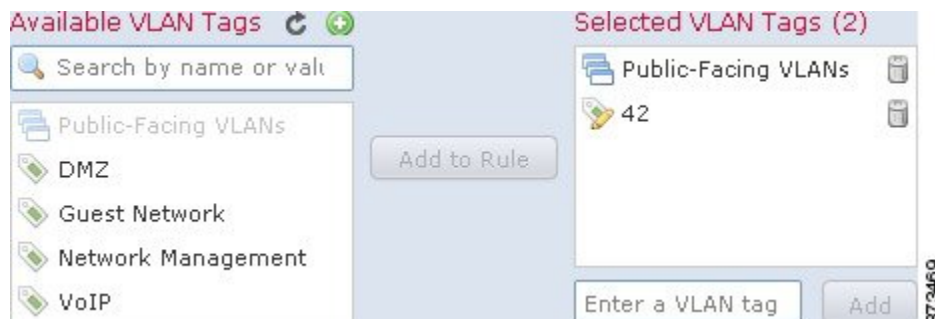 Available VLAN Tags
Search by name or valu
Public-Facing VLANs
DMZ
Guest Network
Network Management
VoIP
Add to Rule
Selected VLAN Tags (2)
Public-Facing VLANs
42
Enter a VLAN tag
Add
372469